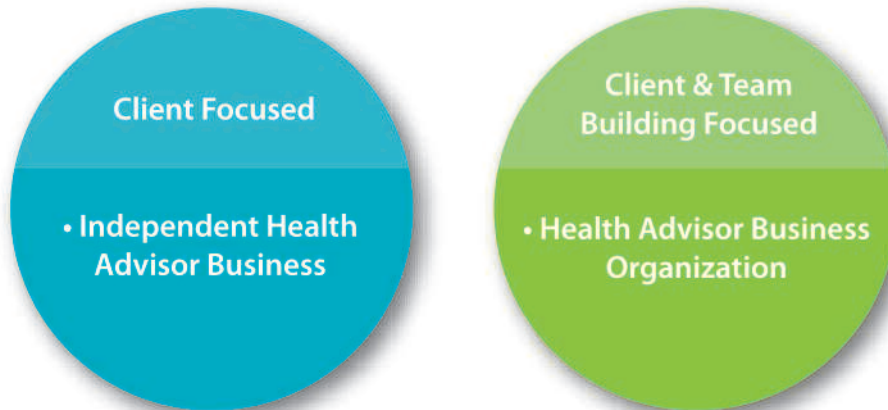 Client Focused
• Independent Health
Advisor Business
Client & Team
Building Focused
• Health Advisor Business
Organization